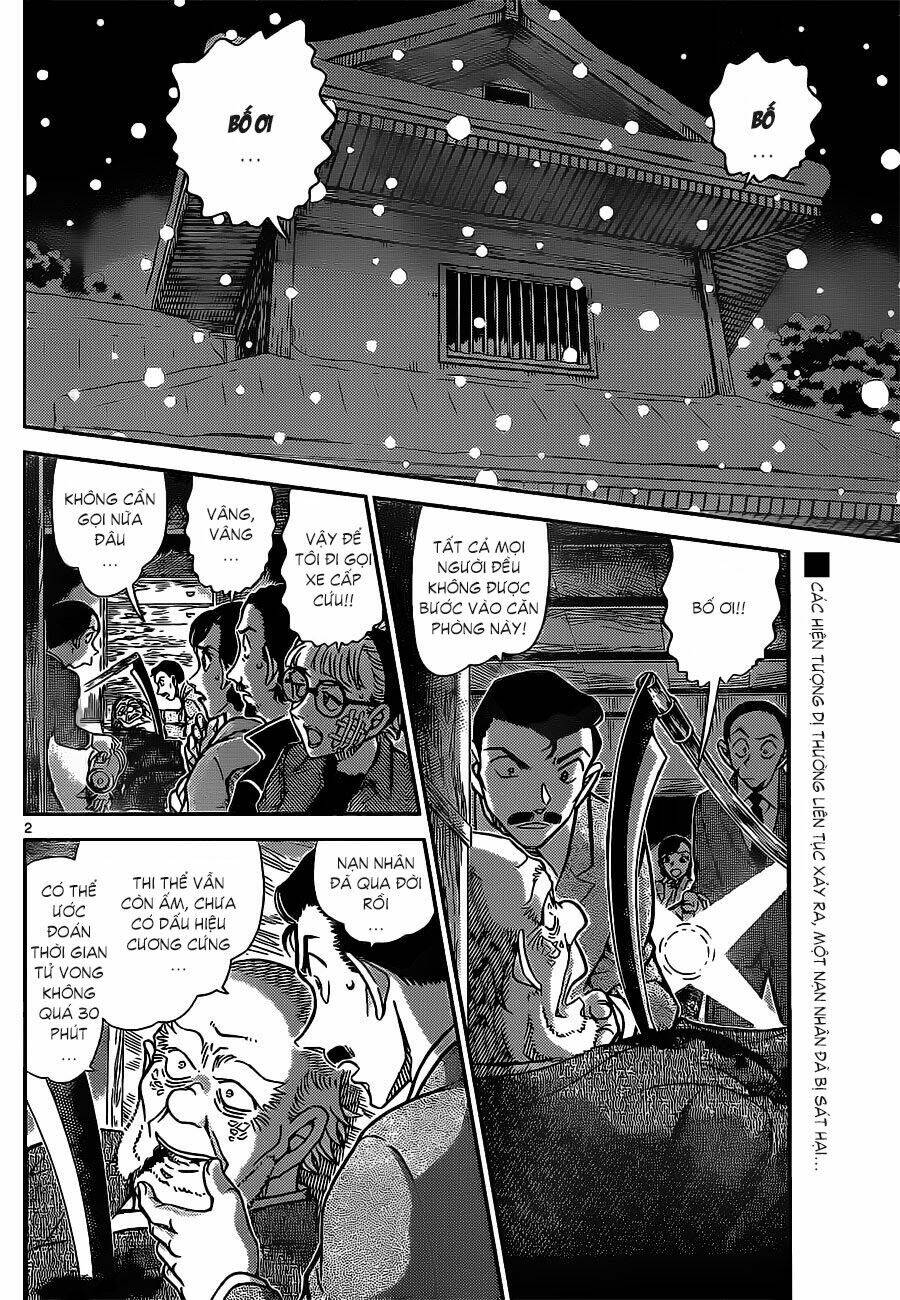 BỐ
...
BỐ ƠI
...
CÁC HIỆN TƯỢNG DỊ THƯỜNG LIÊN TỤC XẢY RA, MỘT NẠN NHÂN ĐÃ BỊ SÁT HẠI...
BỐ ƠI!!
TẤT CẢ MỌI
NGƯỜI ĐỀU
KHÔNG ĐƯỢC
BƯỚC VÀO CĂN
PHÒNG NÀY!
VẬY ĐỂ
TÔI ĐI GỌI
XE CẤP
CỨU!!
VÂNG,
VÂNG
...
KHÔNG CẦN
GỌI NỮA
ĐÂU
2
NẠN NHÂN
ĐÃ QUA ĐỜI
RỒI
THI THỂ VẪN
CÒN ẤM, CHƯA
CÓ DẤU HIỆU
CƯƠNG CỨNG
...
CÓ THỂ
ƯỚC
ĐOÁN
THỜI GIAN
TỬ VONG
KHÔNG
QUÁ 30
PHÚT
...